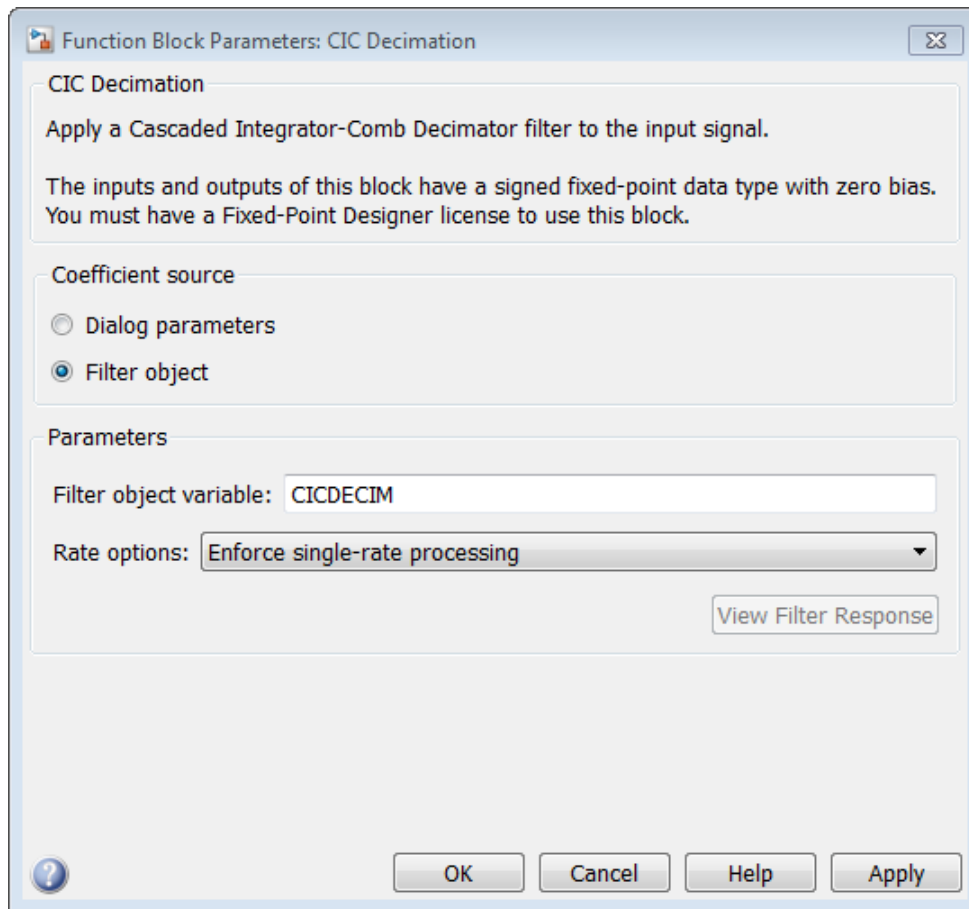 Function Block Parameters: CIC Decimation
CIC Decimation
Apply a Cascaded Integrator-Comb Decimator filter to the input signal.
The inputs and outputs of this block have a signed fixed-point data type with zero bias.
You must have a Fixed-Point Designer license to use this block.
Coefficient source
Dialog parameters
Filter object
Parameters
Filter object variable: CICDECIM
Rate options: Enforce single-rate processing
View Filter Response
? OK Cancel Help Apply